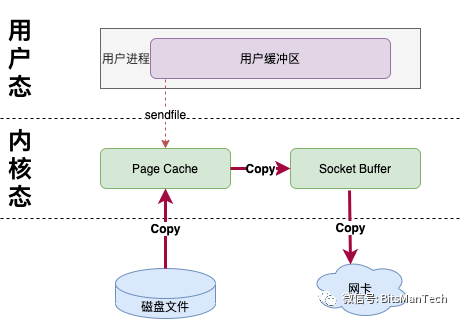 用户态
用户进程
用户缓冲区
sendfile
内核态
Page Cache
Copy
Socket Buffer
Copy
Copy
磁盘文件
网卡
微信号: BitsManTech